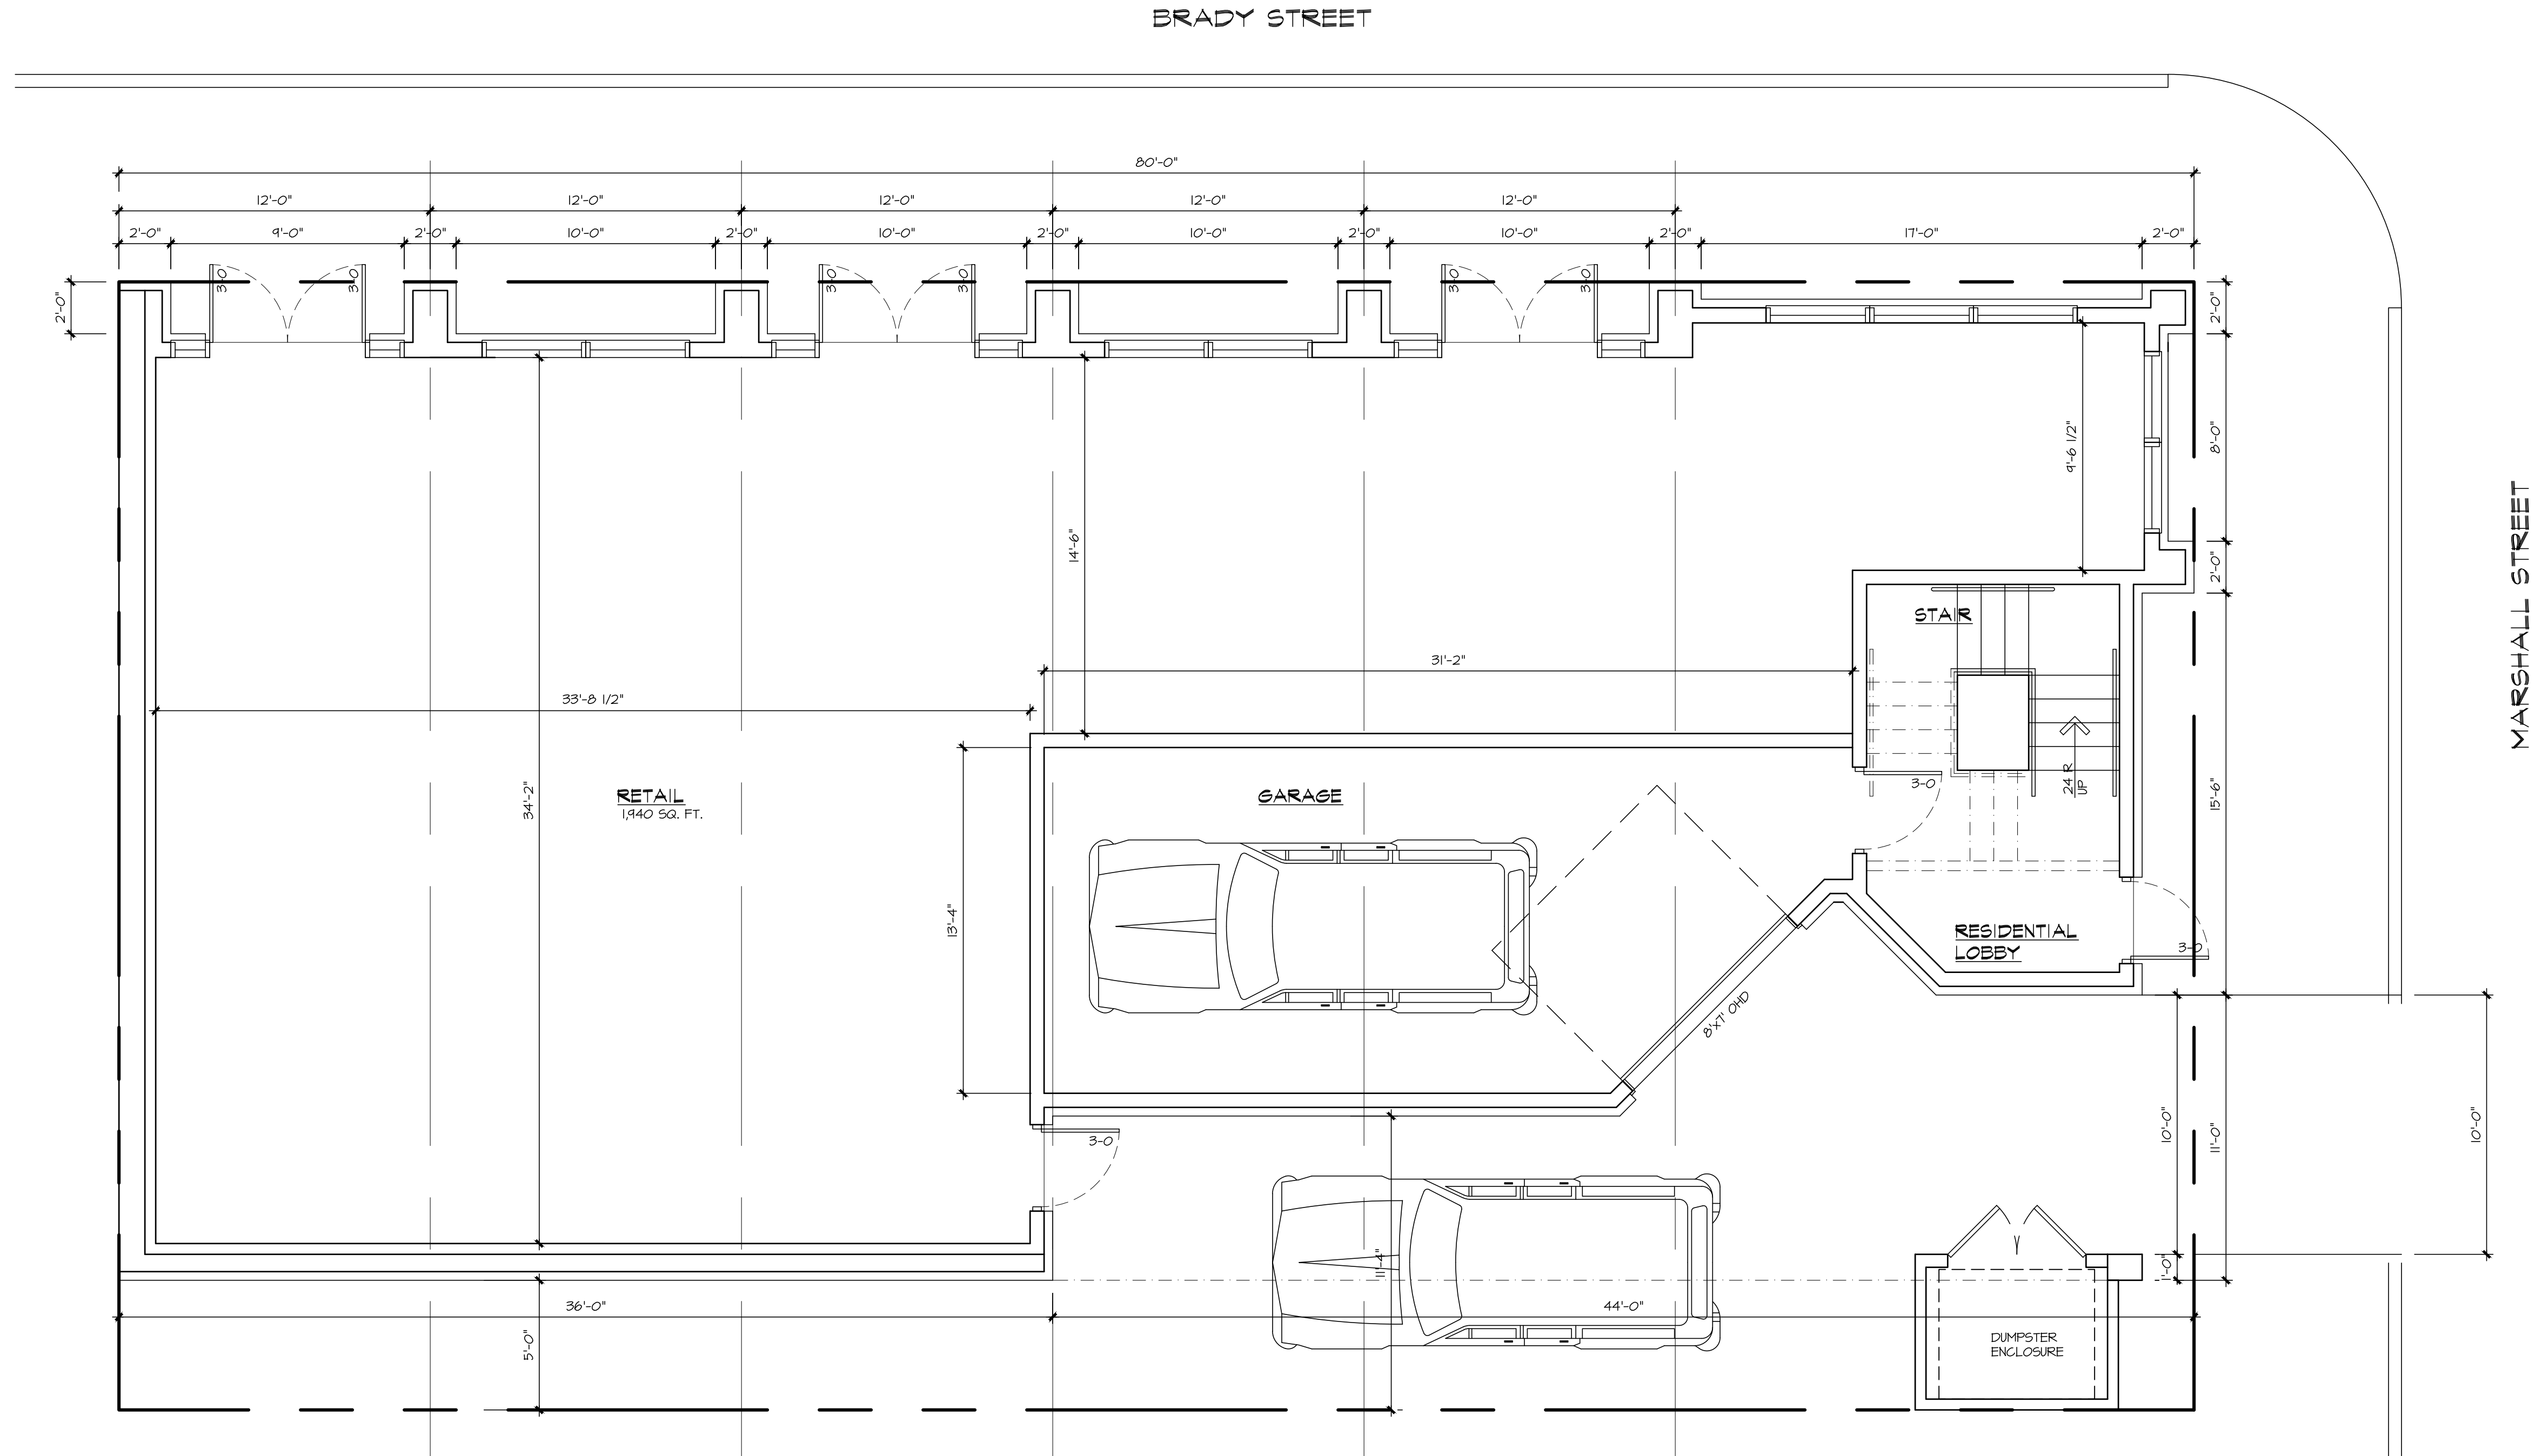 BRADY STREET
80'-0"
12'-0" 12'-0" 12'-0" 12'-0" 12'-0"
2'-0" 9'-0" 2'-0" 10'-0" 2'-0" 10'-0" 2'-0" 10'-0" 2'-0" 10'-0" 2'-0" 17'-0" 2'-0"
3-0 3-0 3-0 3-0 3-0 3-0
2'-0"
2'-0"
8'-0"
9'-6 1/2"
MARSHALL STREET
14'-6"
2'-0"
STAIR
31'-2"
33'-8 1/2"
34'-2"
RETAIL
1,940 SQ. FT.
GARAGE
3-0
24 R
UP
15'-6"
13'-4"
RESIDENTIAL
LOBBY
3-0
8'x7' OHD
3-0
10'-0"
11'-0"
10'-0"
11'-4"
1'-0"
36'-0"
44'-0"
5'-0"
DUMPSTER
ENCLOSURE